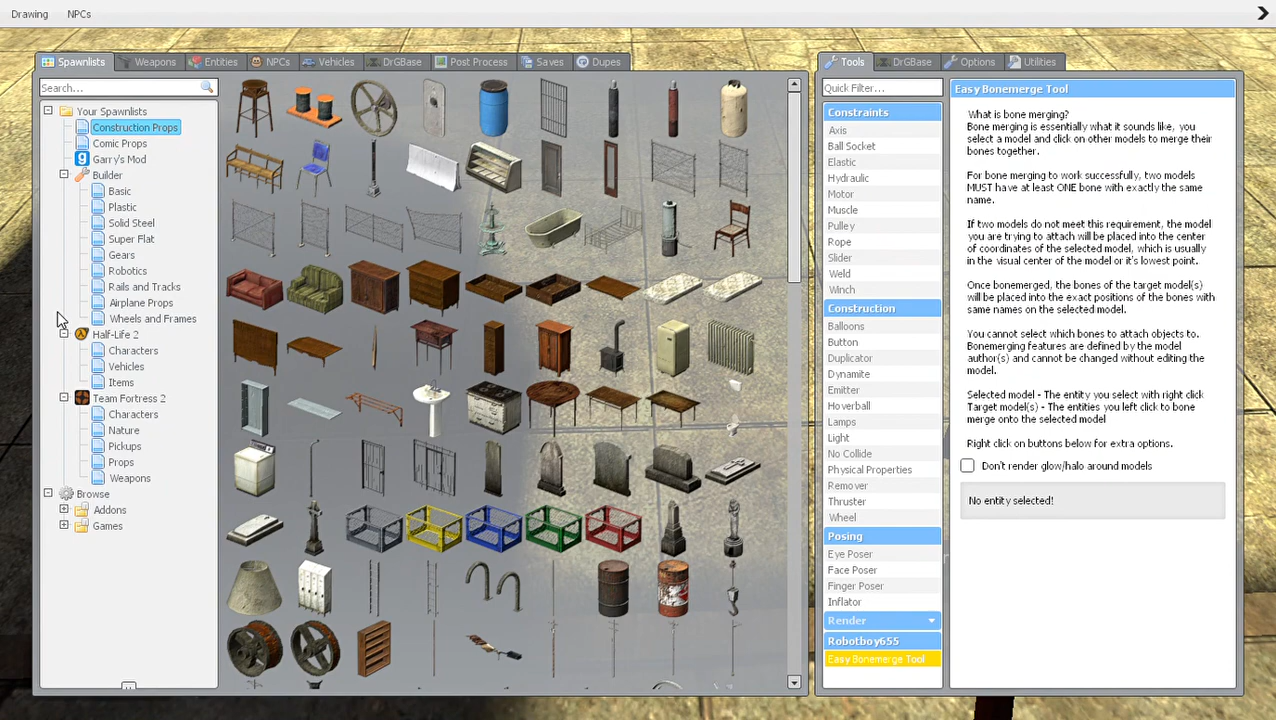 Drawing NPCs
Spawnlists Weapons Entities NPCs Vehicles DrGBase Post Process Saves Dupes
Search...
Your Spawnlists
Construction Props
Comic Props
Garry's Mod
Builder
Basic
Plastic
Solid Steel
Super Flat
Gears
Robotics
Rails and Tracks
Airplane Props
Wheels and Frames
Half-Life 2
Characters
Vehicles
Items
Team Fortress 2
Characters
Nature
Pickups
Props
Weapons
Browse
Addons
Games
Tools DrGBase Options Utilities
Quick Filter...
Constraints
Axis
Ball Socket
Elastic
Hydraulic
Motor
Muscle
Pulley
Rope
Slider
Weld
Winch
Construction
Balloons
Button
Duplicator
Dynamite
Emitter
Hoverball
Lamps
Light
No Collide
Physical Properties
Remover
Thruster
Wheel
Posing
Eye Poser
Face Poser
Finger Poser
Inflator
Render
Robotboy655
Easy Bonemerge Tool
Easy Bonemerge Tool
What is bone merging?
Bone merging is essentially what it sounds like, you
select a model and click on other models to merge their
bones together.
For bone merging to work successfully, two models
MUST have at least ONE bone with exactly the same
name.
If two models do not meet this requirement, the model
you are trying to attach will be placed into the center
of coordinates of the selected model, which is usually
in the visual center of the model or it's lowest point.
Once bonemerged, the bones of the target model(s)
will be placed into the exact positions of the bones with
same names on the selected model.
You cannot select which bones to attach objects to.
Bonemerging features are defined by the model
author(s) and cannot be changed without editing the
model.
Selected model - The entity you select with right click
Target model(s) - The entities you left click to bone
merge onto the selected model
Right click on buttons below for extra options.
Don't render glow/halo around models
No entity selected!